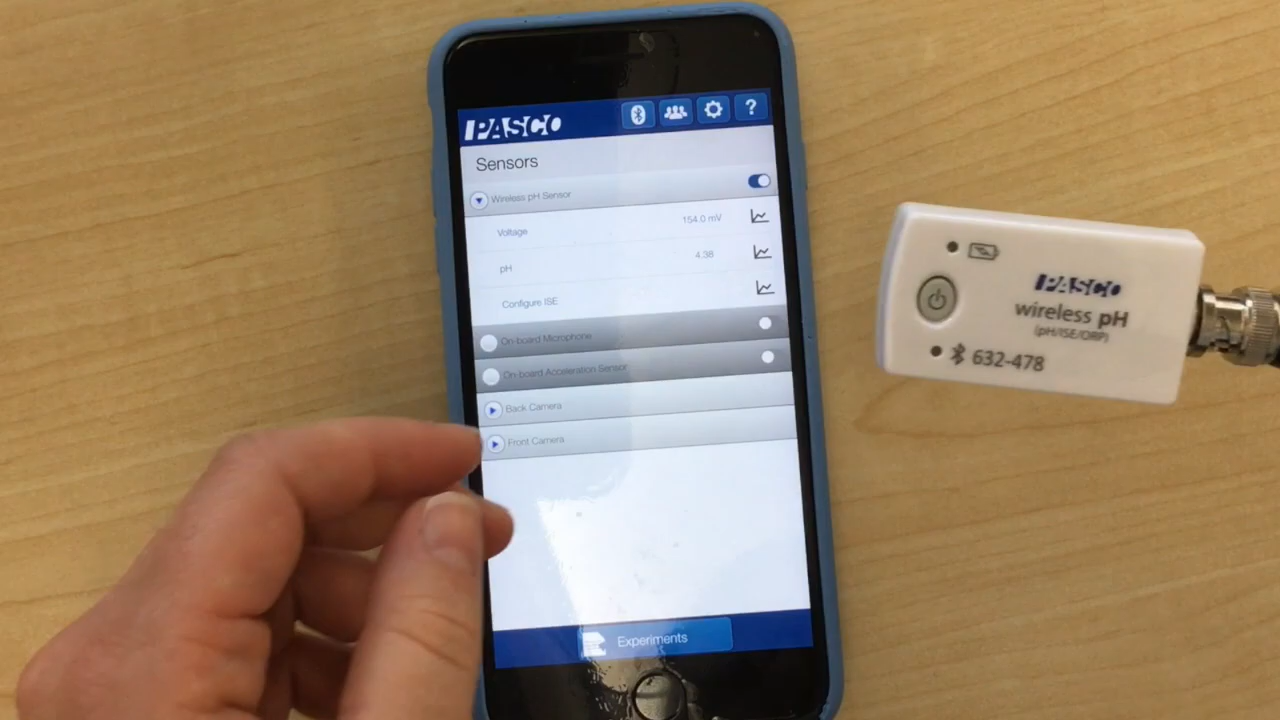 PASCO
?
Sensors
Wireless pH Sensor
Voltage 154.0 mV
pH 4.38
Configure ISE
On-board Microphone
On-board Acceleration Sensor
Back Camera
Front Camera
Experiments
PASCO
wireless pH
(pH/ISE/ORP)
632-478